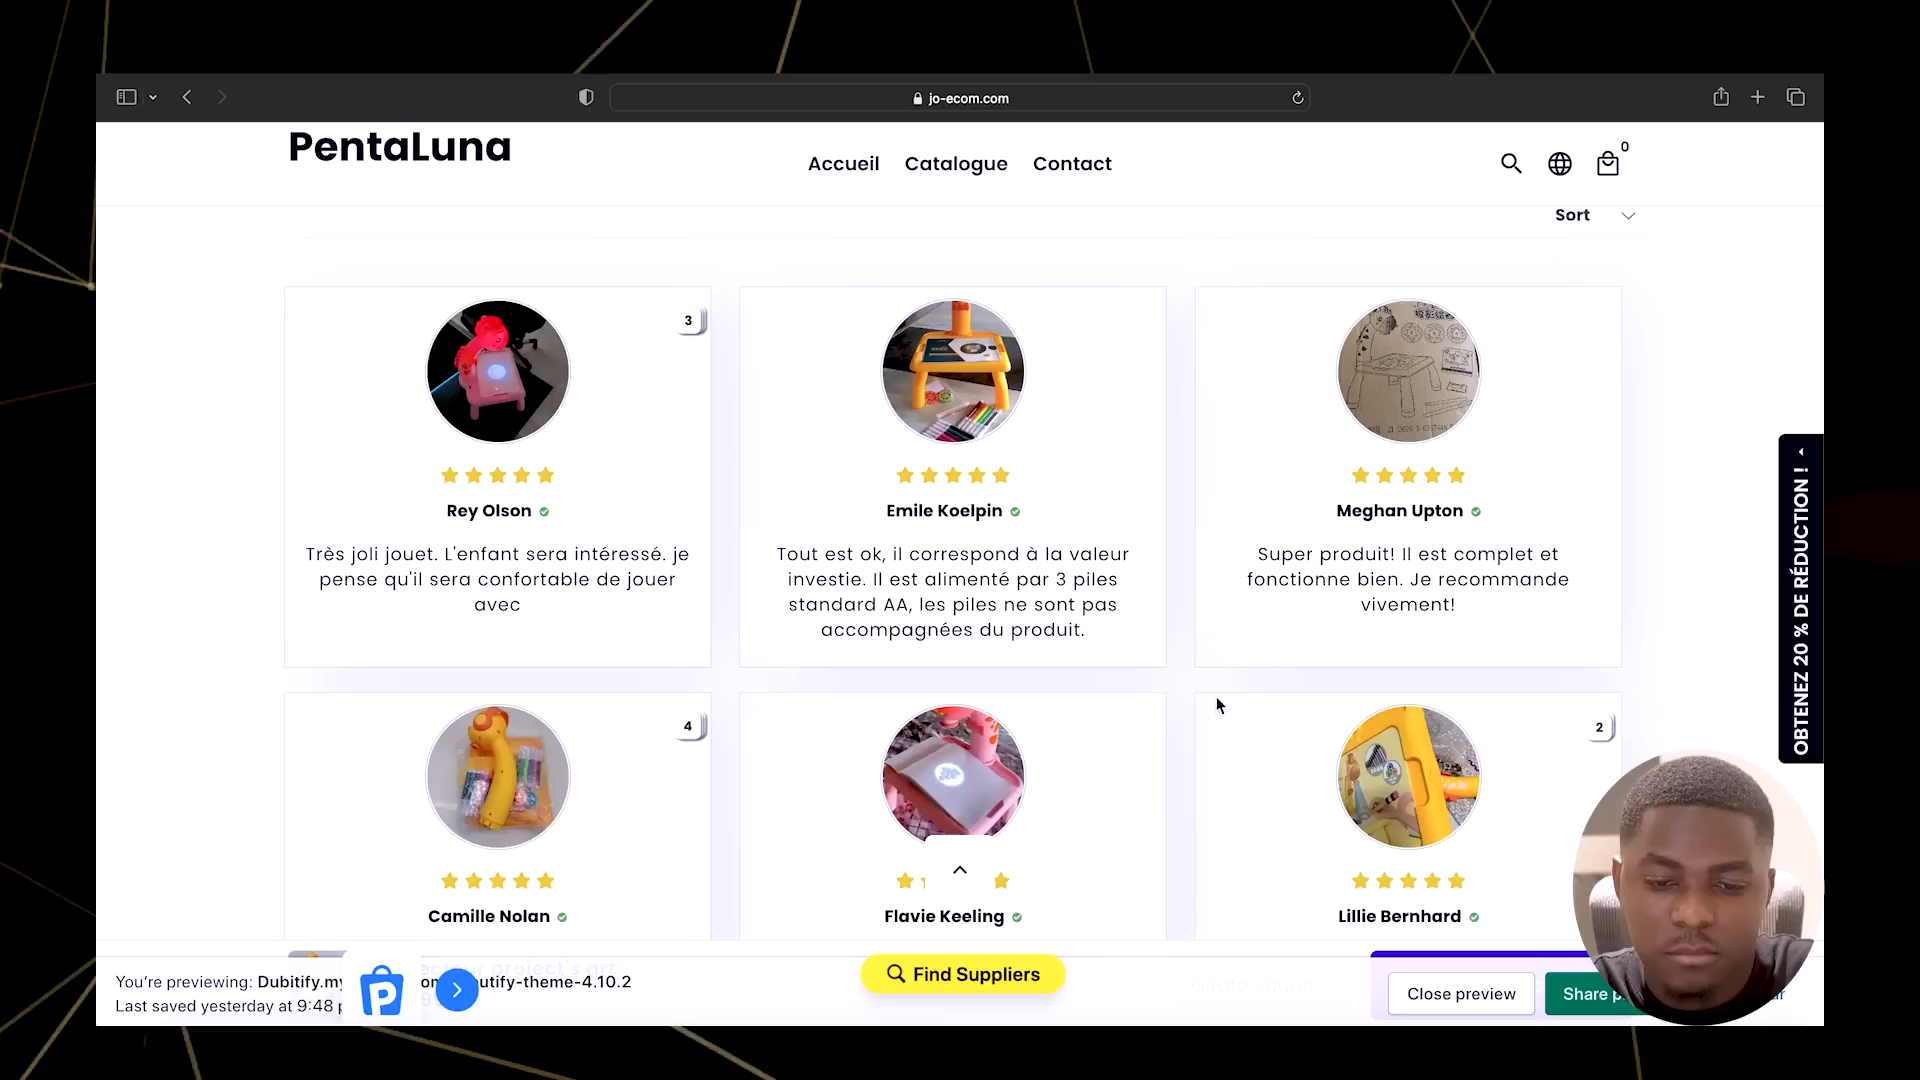 jo-ecom.com
PentaLuna
Accueil Catalogue Contact
0
Sort
3
Rey Olson
Très joli jouet. L'enfant sera intéressé. je
pense qu'il sera confortable de jouer
avec
Emile Koelpin
Tout est ok, il correspond à la valeur
investie. Il est alimenté par 3 piles
standard AA, les piles ne sont pas
accompagnées du produit.
Meghan Upton
Super produit! Il est complet et
fonctionne bien. Je recommande
vivement!
OBTENEZ 20 % DE RÉDUCTION !
4
Camille Nolan
Flavie Keeling
2
Lillie Bernhard
You're previewing: Dubitify.my
utify-theme-4.10.2
Last saved yesterday at 9:48
Find Suppliers
Close preview
Share